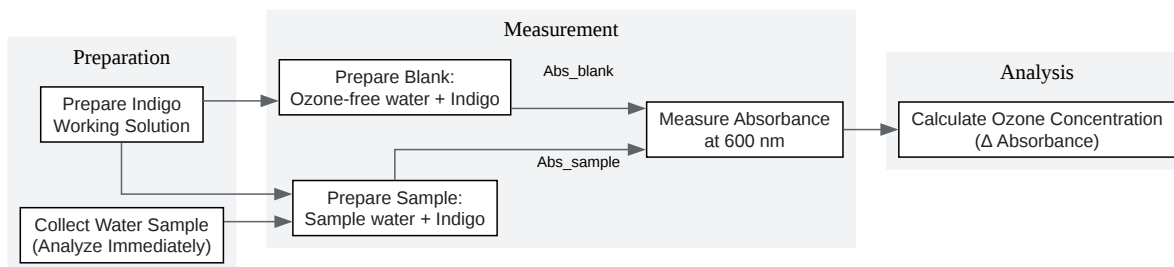 Preparation
Prepare Indigo
Working Solution
Collect Water Sample
(Analyze Immediately)
Measurement
Prepare Blank:
Ozone-free water + Indigo
Abs_blank
Prepare Sample:
Sample water + Indigo
Abs_sample
Measure Absorbance
at 600 nm
Analysis
Calculate Ozone Concentration
(Δ Absorbance)